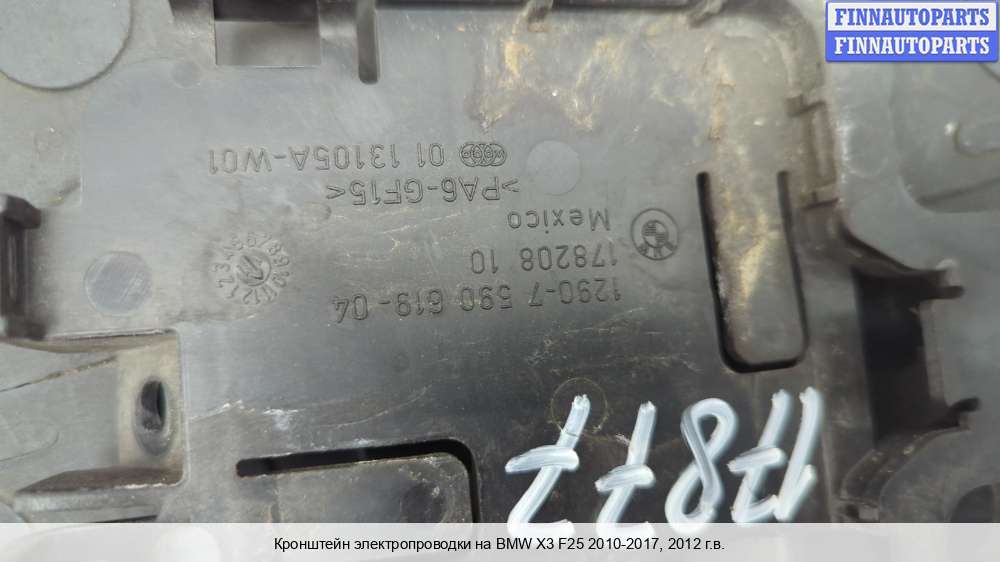 FINNAUTOPARTS
FINNAUTOPARTS
1290-7 590 619-04
178208 10
Mexico
>PA6-GF15<
01 13105A-W01
17877
Кронштейн электропроводки на BMW X3 F25 2010-2017, 2012 г.в.